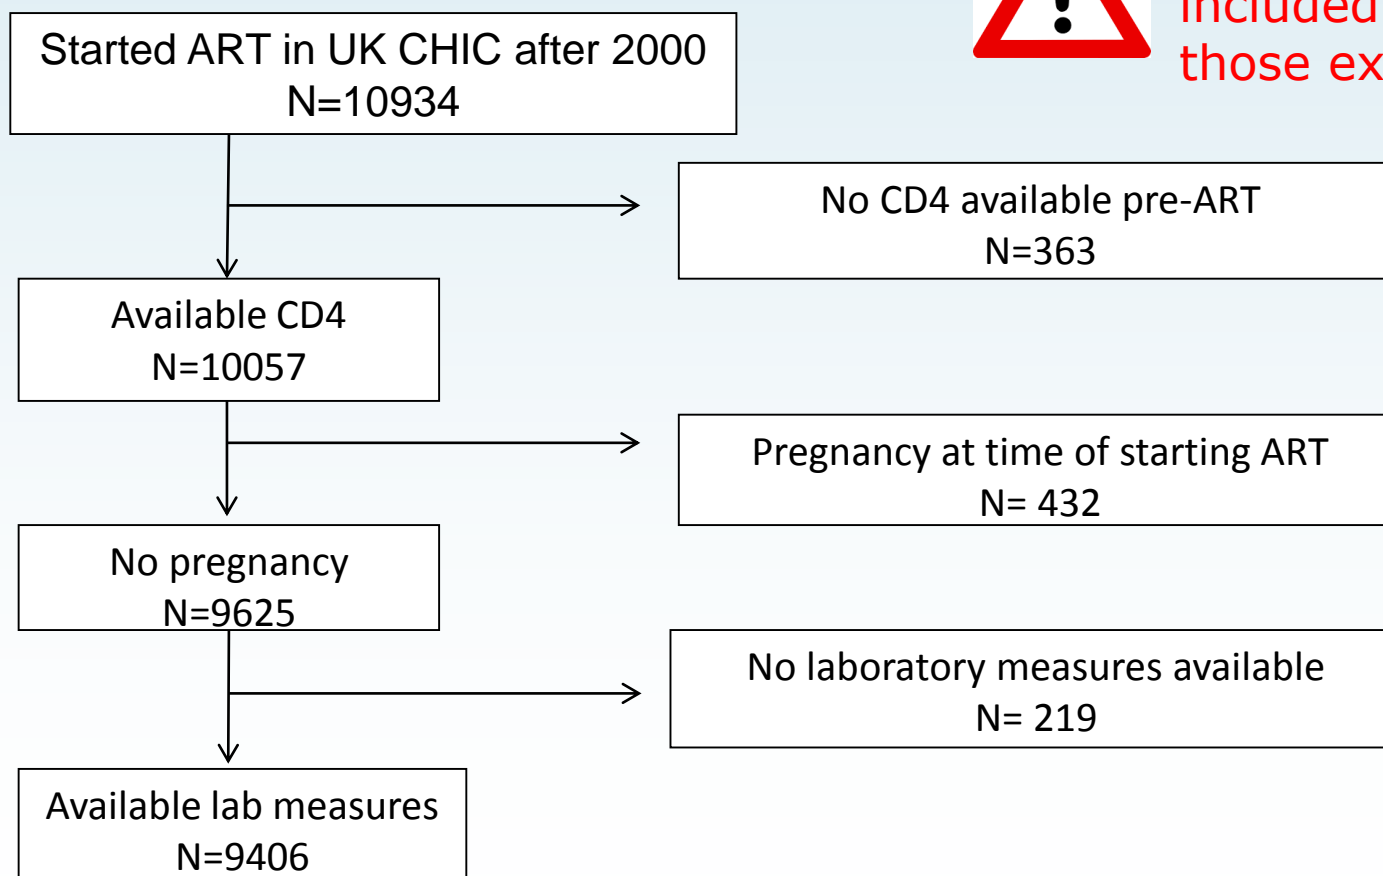 included
those ex
Started ART in UK CHIC after 2000
N=10934
No CD4 available pre-ART
N=363
Available CD4
N=10057
Pregnancy at time of starting ART
N= 432
No pregnancy
N=9625
No laboratory measures available
N= 219
Available lab measures
N=9406